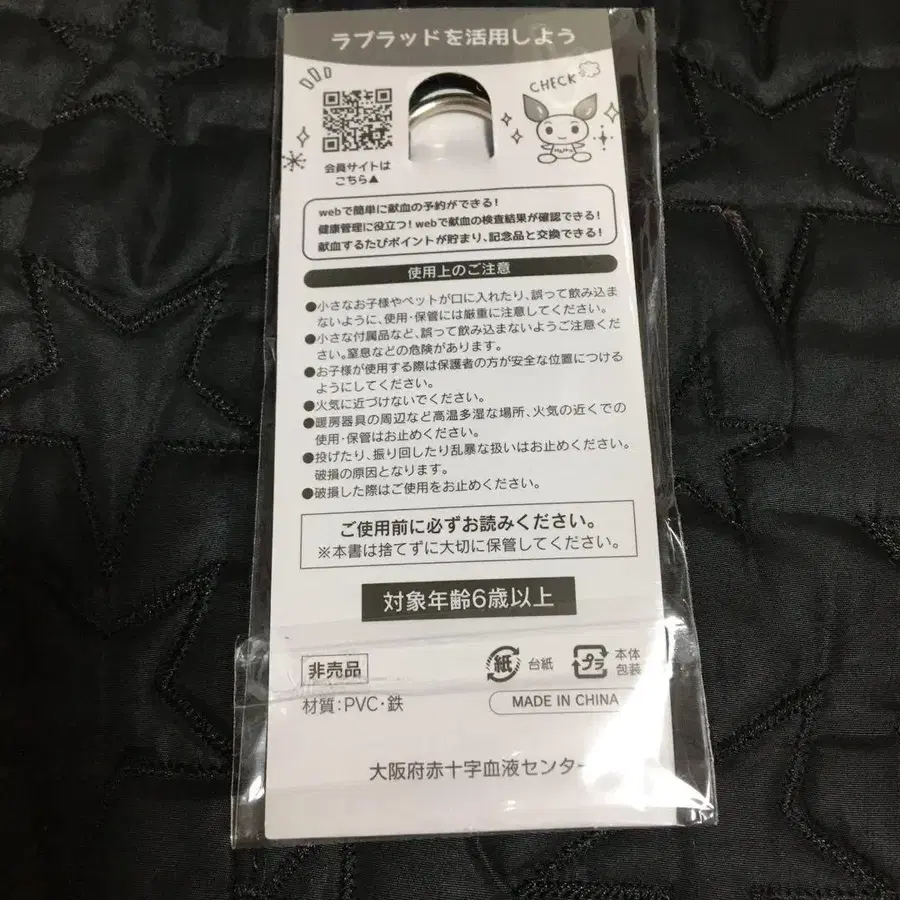 ラブラッドを活用しよう
CHECK
会員サイトは
こちら▲
webで簡単に献血の予約ができる!
健康管理に役立つ!webで献血の検査結果が確認できる!
献血するたびポイントが貯まり、記念品と交換できる!
使用上のご注意
●小さなお子様やペットが口に入れたり、誤って飲み込ま
ないように、使用・保管には厳重に注意してください。
●小さな付属品など、誤って飲み込まないようご注意くだ
さい。窒息などの危険があります。
●お子様が使用する際は保護者の方が安全な位置につける
ようにしてください。
●火気に近づけないでください。
●暖房器具の周辺など高温多湿な場所、火気の近くでの
使用・保管はお止めください。
●投げたり、振り回したり乱暴な扱いはお止めください。
破損の原因となります。
●破損した際はご使用をお止めください。
ご使用前に必ずお読みください。
※本書は捨てずに大切に保管してください。
対象年齢6歳以上
非売品
紙 台紙
プラ 本体
包装
材質:PVC・鉄
MADE IN CHINA
大阪府赤十字血液センター